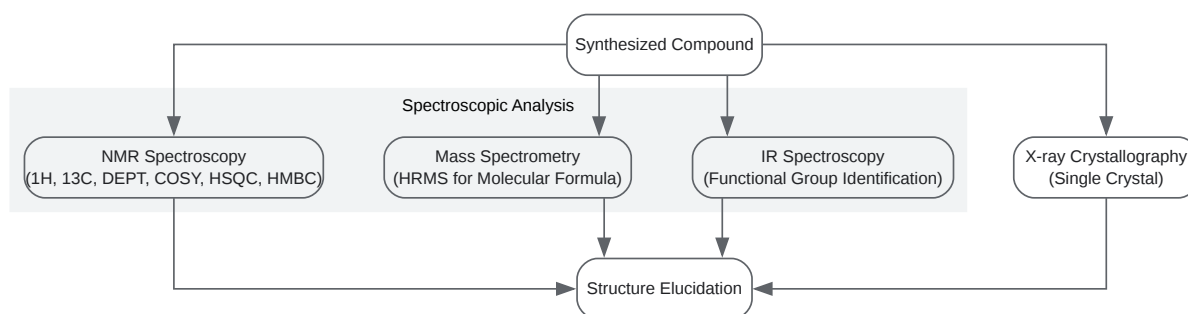 Synthesized Compound
Spectroscopic Analysis
NMR Spectroscopy
(1H, 13C, DEPT, COSY, HSQC, HMBC)
Mass Spectrometry
(HRMS for Molecular Formula)
IR Spectroscopy
(Functional Group Identification)
X-ray Crystallography
(Single Crystal)
Structure Elucidation